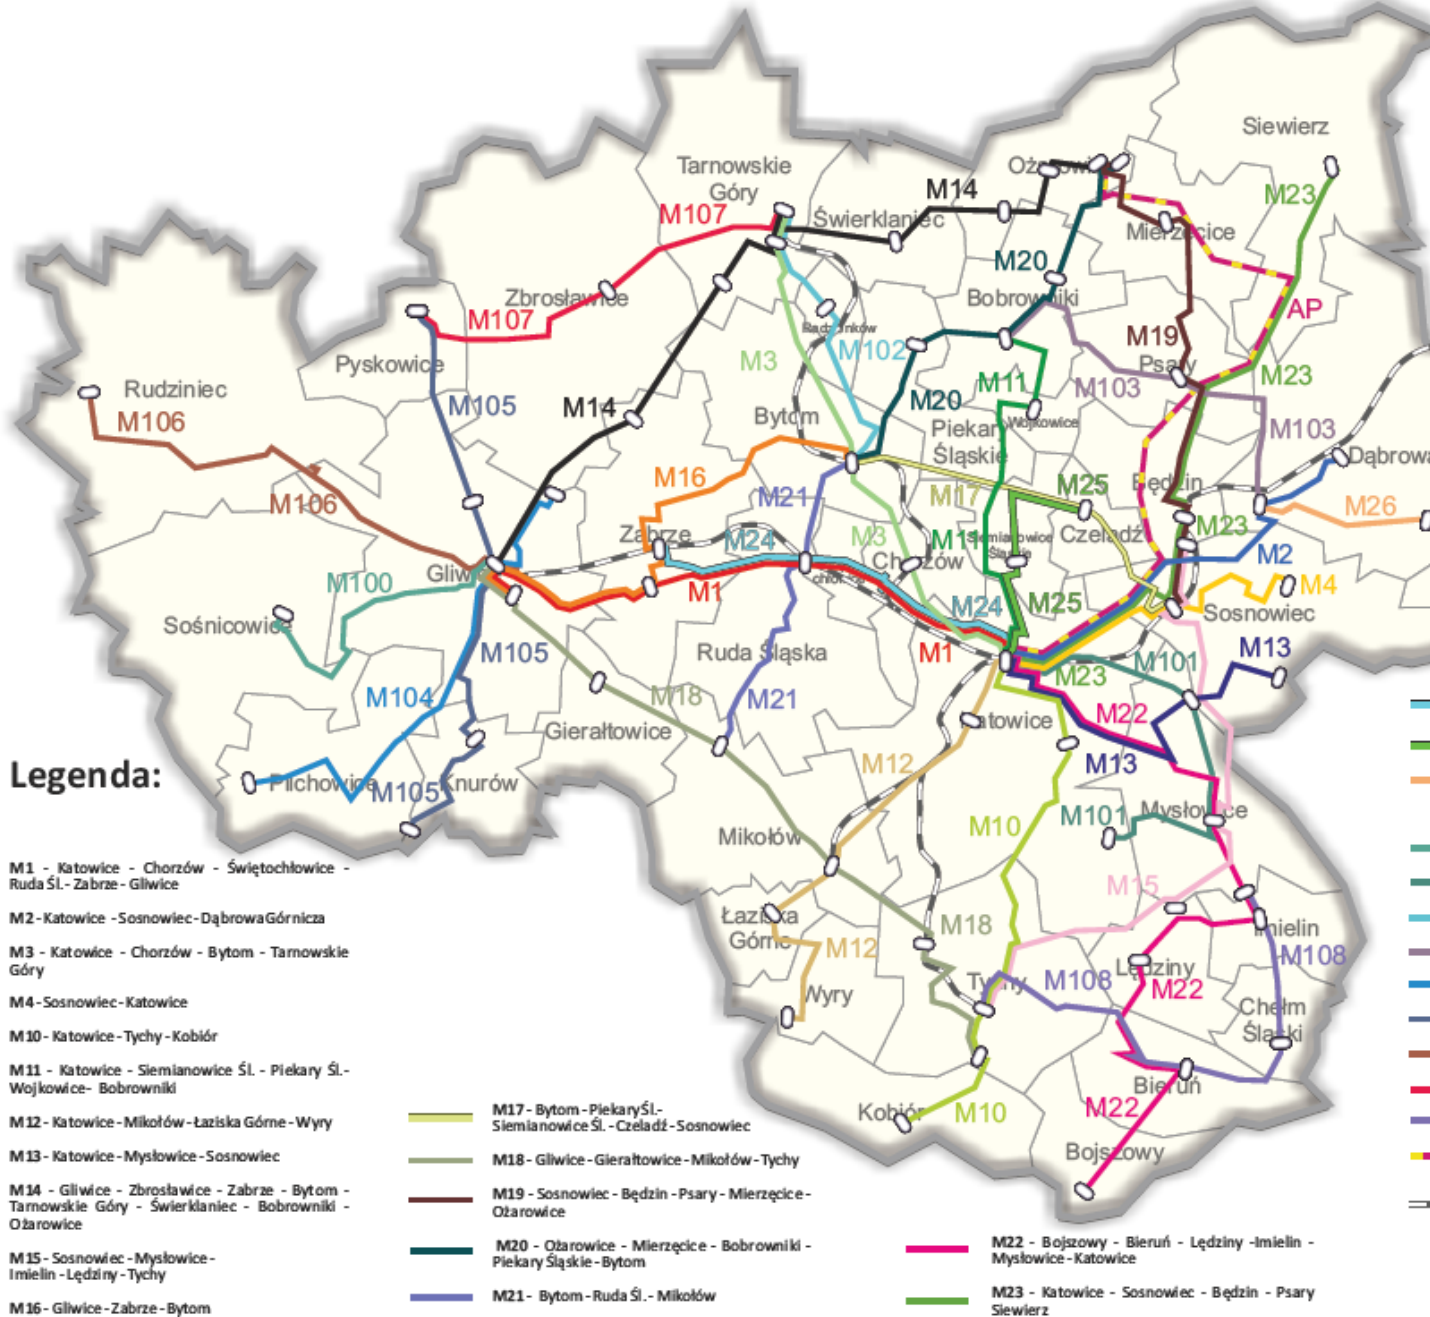 Siewierz
Tarnowskie
Góry
M14
M23
M107
Świerklaniec
Mierzęcice
M20
Zbrosławice
Bobrowniki
M107
AP
M19
M3
M102
Pyskowice
Psary
M23
Rudziniec
M105
M14
M11
M103
M20
M106
Bytom
Wojkowice
Piekary
Śląskie
M103
Dąbrowa
M16
M21
M17
M25
Będzin
M106
M26
M23
Zabrze
M24
M3
M11
Siemianowice
Śląskie
Czeladź
M2
Chorzów
Gliwice
M100
M1
M4
M24
M25
Sosnowiec
Sośnicowice
M105
Ruda Śląska
M1
M101
M13
M23
M104
M18
M21
M22
Katowice
Gierałtowice
M12
M13
Legenda:
Pilchowice
M105
Knurów
M101
Mysłowice
Mikołów
M10
M15
Łaziska
Górne
M18
Imielin
M12
M108
Lędziny
M108
Tychy
M22
Wyry
Chełm
Śląski
Bieruń
Kobiór
M10
M22
Bojszowy
M1 - Katowice - Chorzów - Świętochłowice -
Ruda Śl. - Zabrze - Gliwice
M2 - Katowice - Sosnowiec - Dąbrowa Górnicza
M3 - Katowice - Chorzów - Bytom - Tarnowskie
Góry
M4 - Sosnowiec - Katowice
M10 - Katowice - Tychy - Kobiór
M11 - Katowice - Siemianowice Śl. - Piekary Śl. -
Wojkowice - Bobrowniki
M12 - Katowice - Mikołów - Łaziska Górne - Wyry
M13 - Katowice - Mysłowice - Sosnowiec
M14 - Gliwice - Zbrosławice - Zabrze - Bytom -
Tarnowskie Góry - Świerklaniec - Bobrowniki -
Ożarowice
M15 - Sosnowiec - Mysłowice -
Imielin - Lędziny - Tychy
M16 - Gliwice - Zabrze - Bytom
M17 - Bytom - Piekary Śl. -
Siemianowice Śl. - Czeladź - Sosnowiec
M18 - Gliwice - Gierałtowice - Mikołów - Tychy
M19 - Sosnowiec - Będzin - Psary - Mierzęcice -
Ożarowice
M20 - Ożarowice - Mierzęcice - Bobrowniki -
Piekary Śląskie - Bytom
M21 - Bytom - Ruda Śl. - Mikołów
M22 - Bojszowy - Bieruń - Lędziny - Imielin -
Mysłowice - Katowice
M23 - Katowice - Sosnowiec - Będzin - Psary
Siewierz